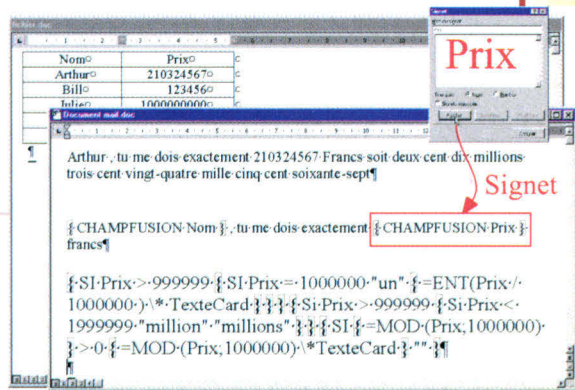 Prix
Nom Prix
Arthur 210324567
Bill 123456
Julie 1000000000
Document mail.doc
Arthur , tu me dois exactement 210324567 Francs soit deux cent dix millions
trois cent vingt-quatre mille cinq cent soixante-sept¶
Signet
{ CHAMPFUSION Nom } , tu me dois exactement { CHAMPFUSION Prix }
francs¶
{ SI Prix > 999999 { SI Prix = 1000000 "un" { =ENT(Prix /
1000000 ) \* TexteCard } } } { Si Prix > 999999 { Si Prix <
1999999 "million" "millions" } } { SI { =MOD (Prix;1000000)
} > 0 { =MOD (Prix;1000000) \*TexteCard } "" }¶
¶